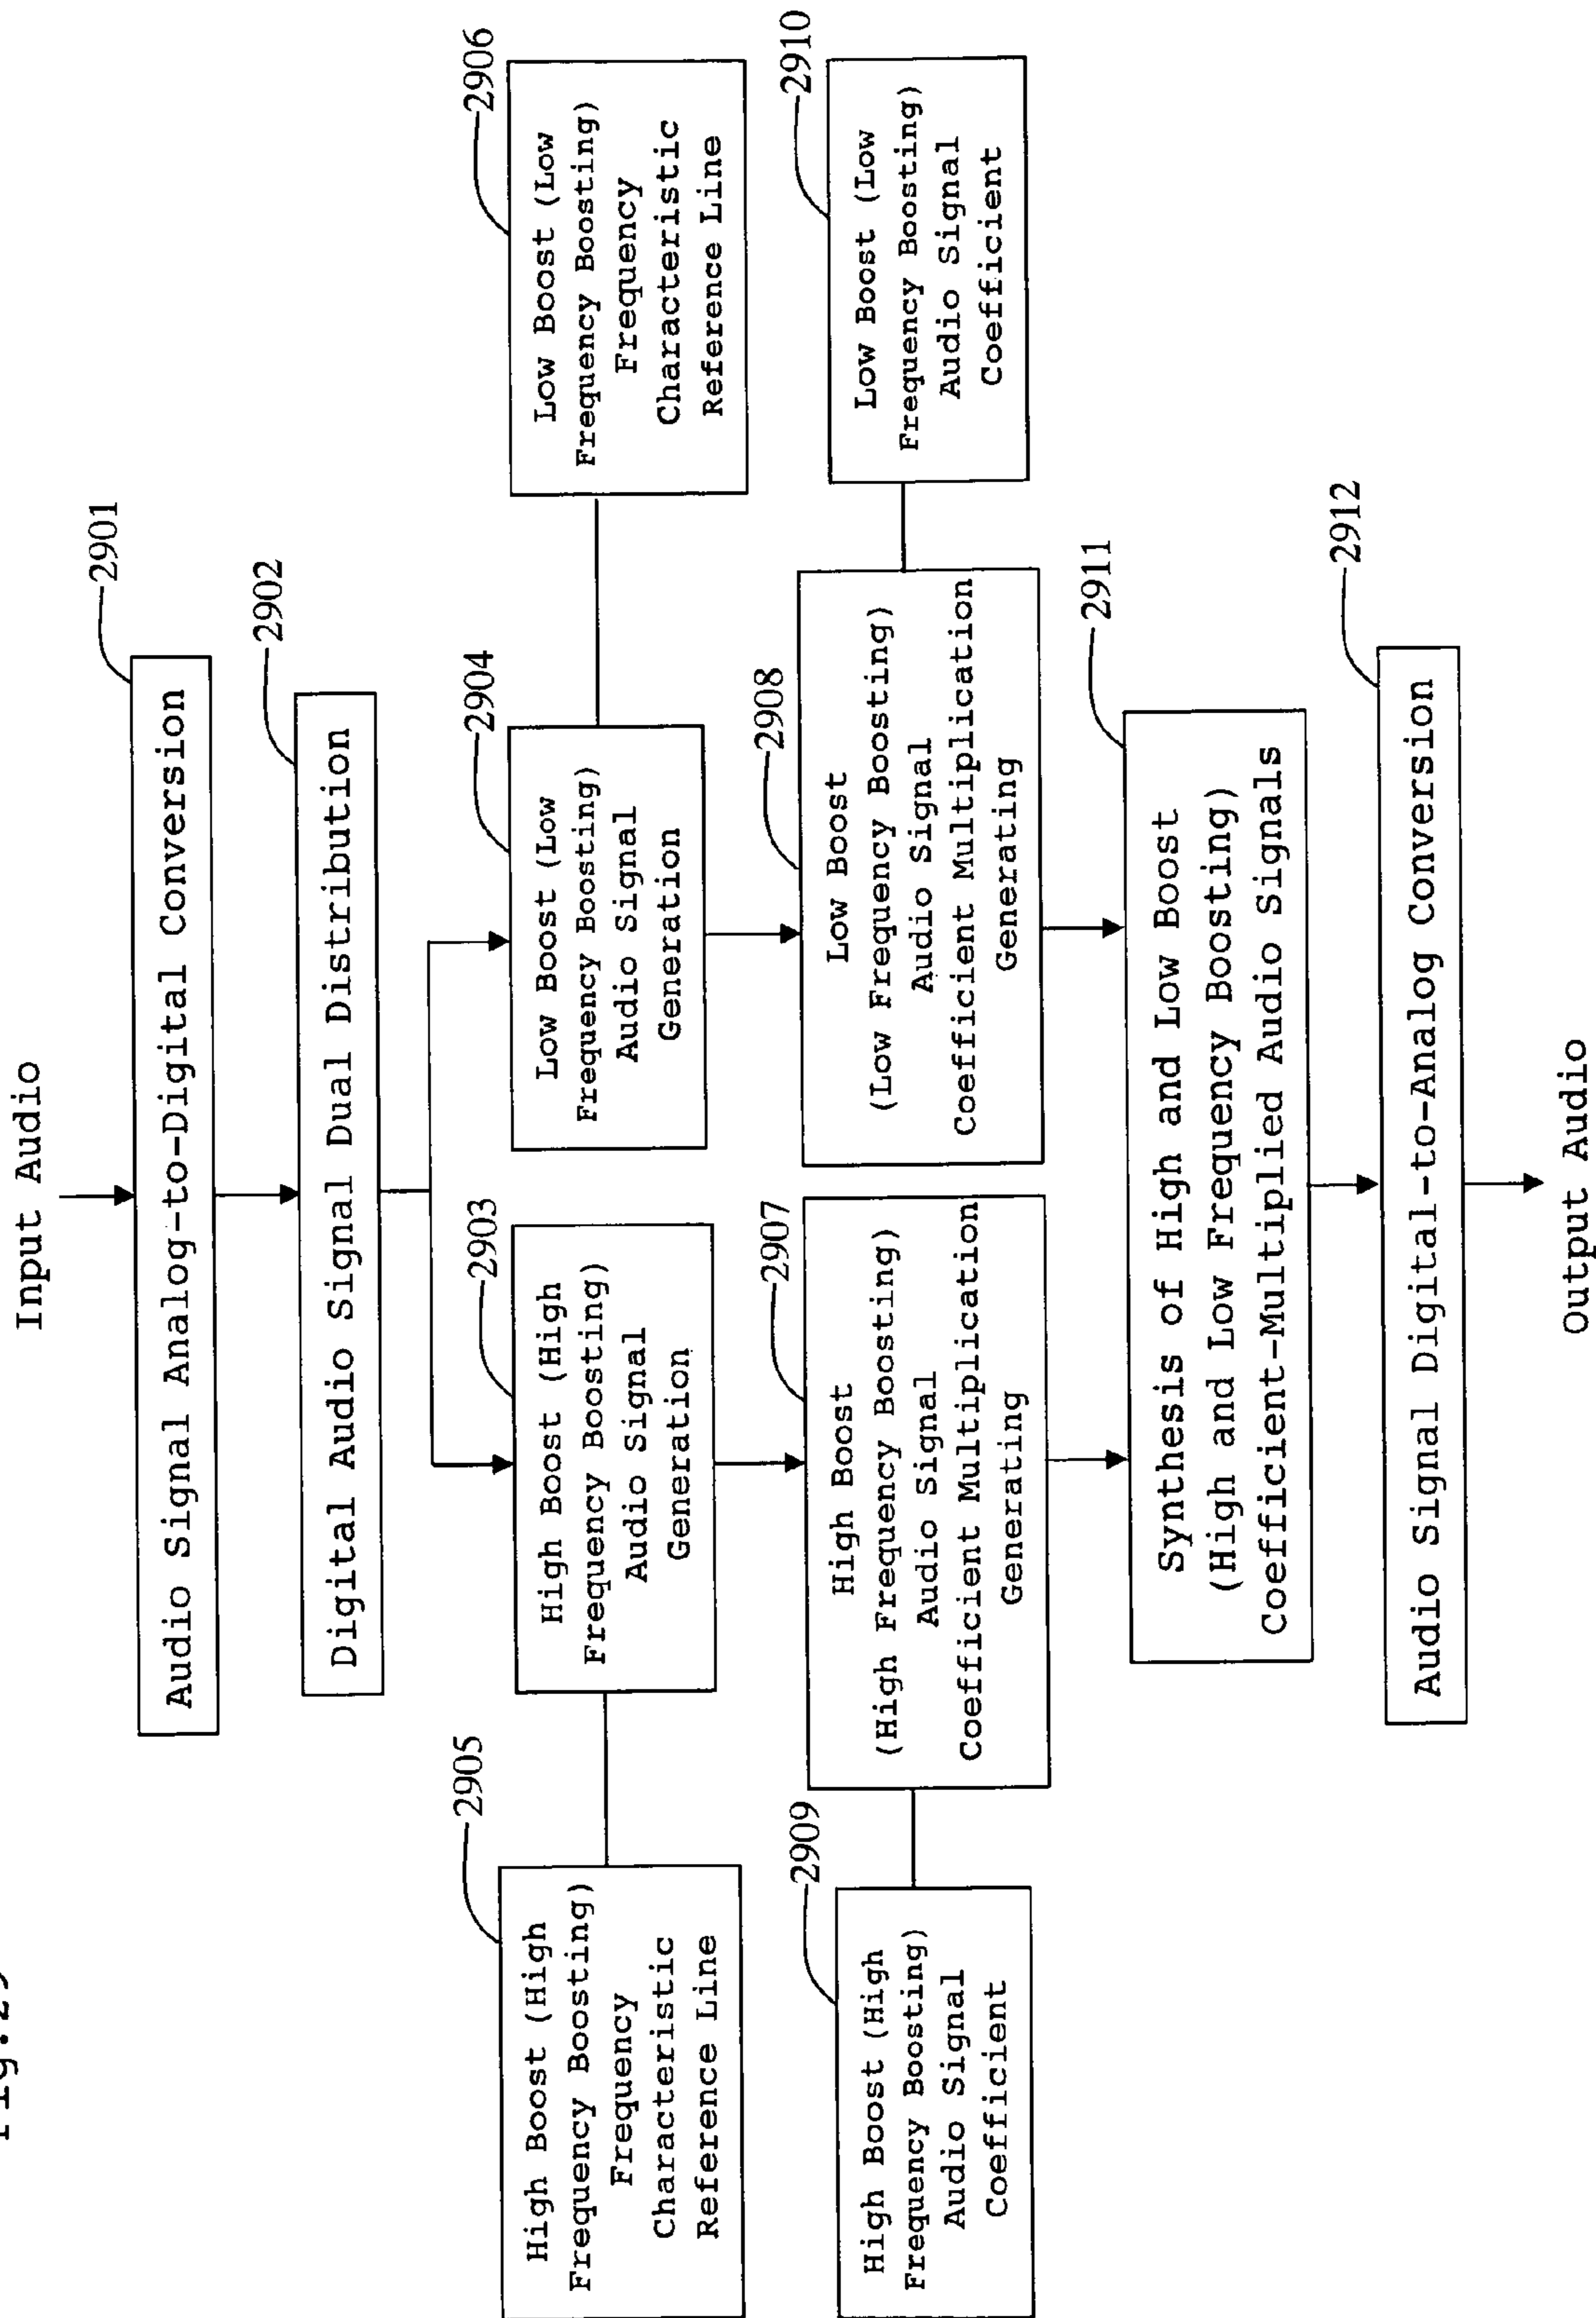 Fig.29
Input Audio
2901
Audio Signal Analog-to-Digital Conversion
2902
Digital Audio Signal Dual Distribution
2903
High Boost (High
Frequency Boosting)
Audio Signal
Generation
2904
Low Boost (Low
Frequency Boosting)
Audio Signal
Generation
2905
High Boost (High
Frequency Boosting)
Frequency
Characteristic
Reference Line
2906
Low Boost (Low
Frequency Boosting)
Frequency
Characteristic
Reference Line
2907
High Boost
(High Frequency Boosting)
Audio Signal
Coefficient Multiplication
Generating
2908
Low Boost
(Low Frequency Boosting)
Audio Signal
Coefficient Multiplication
Generating
2909
High Boost (High
Frequency Boosting)
Audio Signal
Coefficient
2910
Low Boost (Low
Frequency Boosting)
Audio Signal
Coefficient
2911
Synthesis of High and Low Boost
(High and Low Frequency Boosting)
Coefficient-Multiplied Audio Signals
2912
Audio Signal Digital-to-Analog Conversion
Output Audio